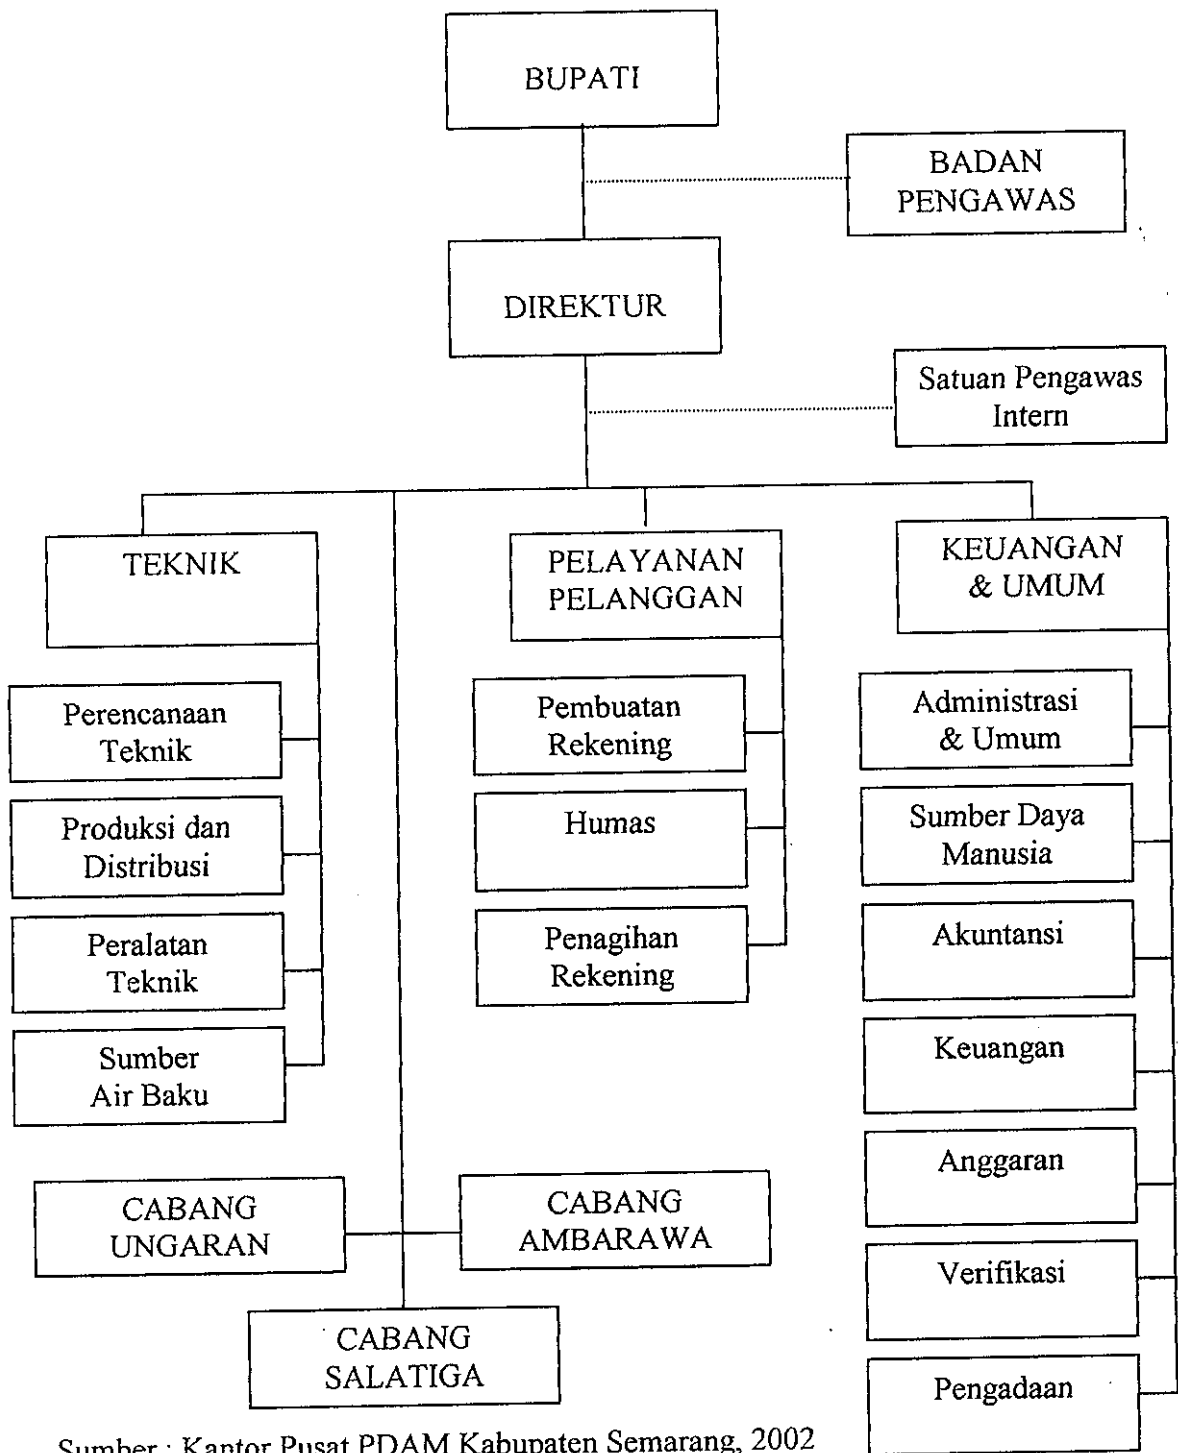 BUPATI
BADAN
PENGAWAS
DIREKTUR
Satuan Pengawas
Intern
TEKNIK
Perencanaan
Teknik
Produksi dan
Distribusi
Peralatan
Teknik
Sumber
Air Baku
PELAYANAN
PELANGGAN
Pembuatan
Rekening
Humas
Penagihan
Rekening
KEUANGAN
& UMUM
Administrasi
& Umum
Sumber Daya
Manusia
Akuntansi
Keuangan
Anggaran
Verifikasi
Pengadaan
CABANG
UNGARAN
CABANG
AMBARAWA
CABANG
SALATIGA
Sumber : Kantor Pusat PDAM Kabupaten Semarang, 2002